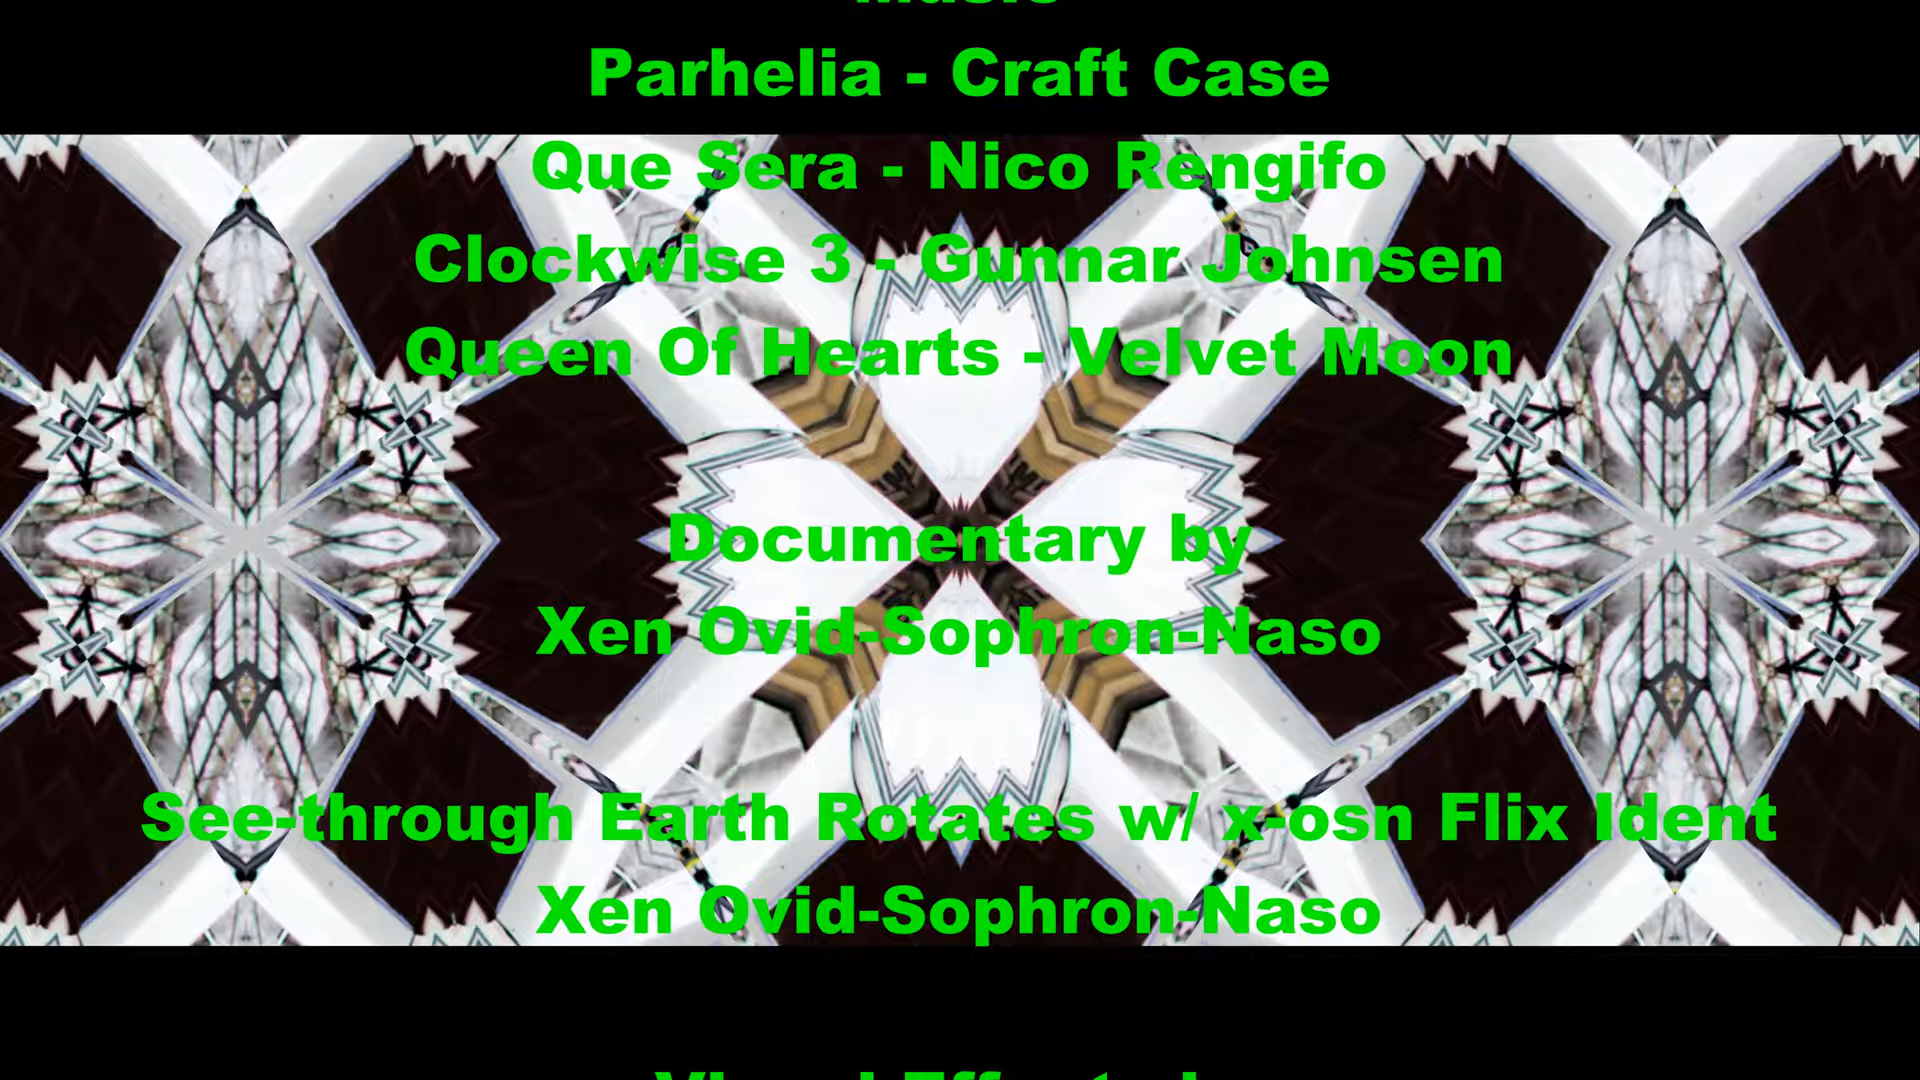 Music
Parhelia - Craft Case
Que Sera - Nico Rengifo
Clockwise 3 - Gunnar Johnsen
Queen Of Hearts - Velvet Moon
Documentary by
Xen Ovid-Sophron-Naso
See-through Earth Rotates w/ x-osn Flix Ident
Xen Ovid-Sophron-Naso